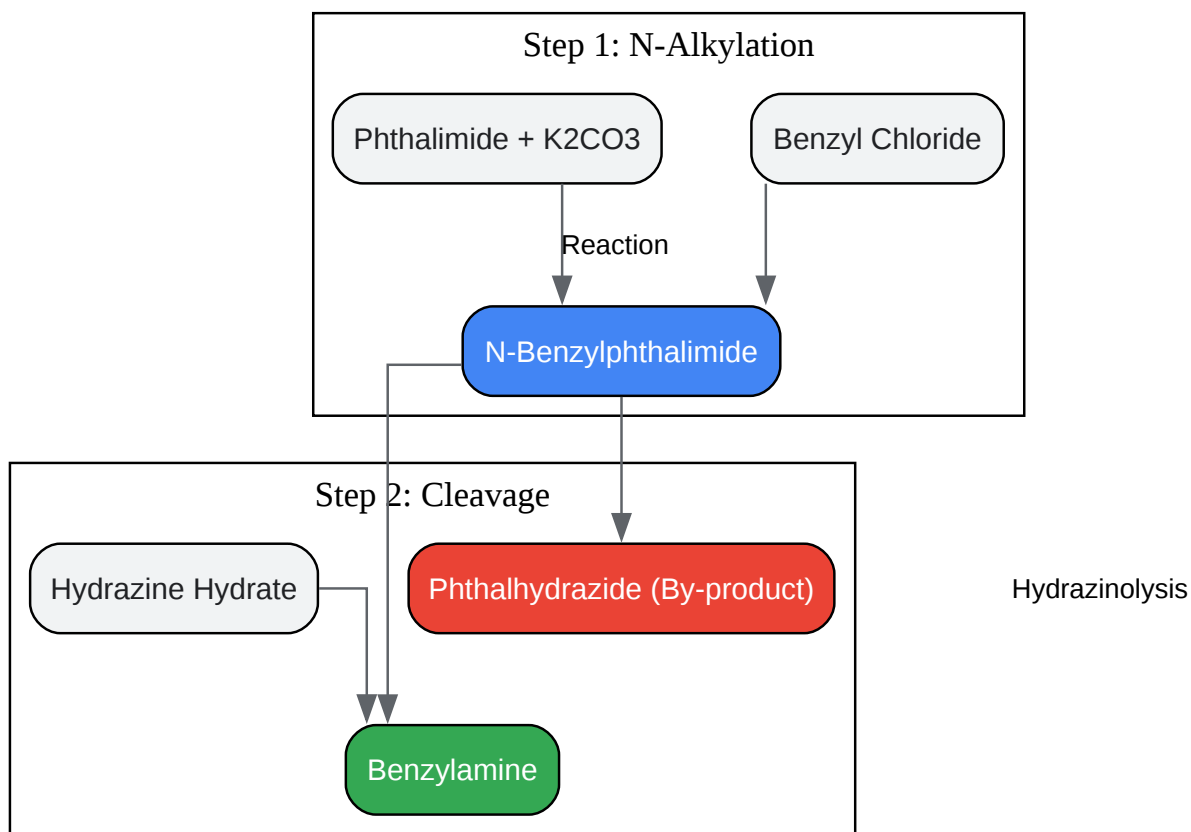 Step 1: N-Alkylation
Phthalimide + K2CO3
Benzyl Chloride
Reaction
N-Benzylphthalimide
Step 2: Cleavage
Hydrazine Hydrate
Phthalhydrazide (By-product)
Hydrazinolysis
Benzylamine